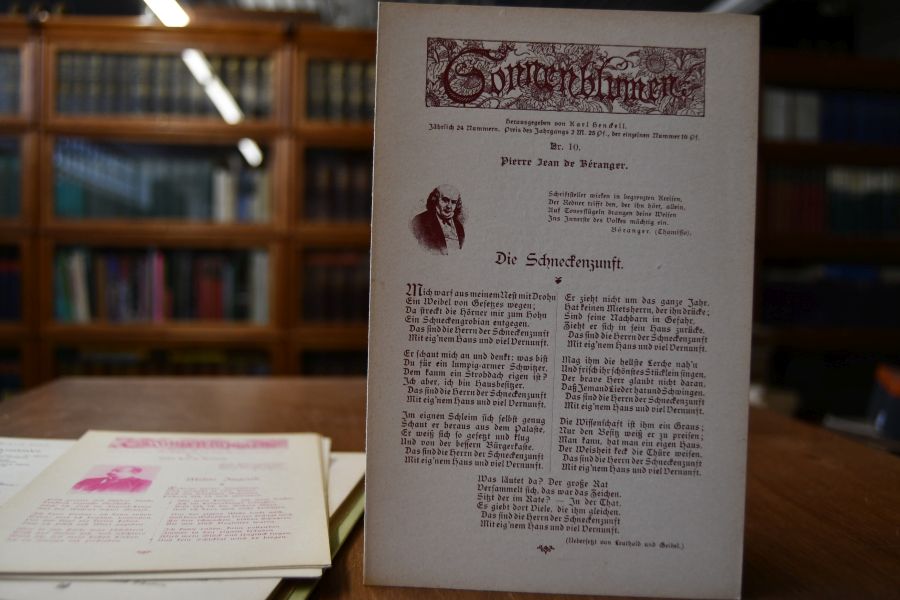 Sonnenblumen.
Herausgegeben von Karl Henckell.
Jährlich 24 Nummern. Preis des Jahrgangs 2 M. 25 Pf., der einzelnen Nummer 10 Pf.
Nr. 10.
Pierre Jean de Béranger.
Schriftsteller wirken in begrenzten Kreisen,
Der Redner trifft den, der ihn hört, allein,
Auf Tonesflügeln drangen deine Weisen
Ins Innerste des Volkes mächtig ein.
Béranger. (Chamisso).
Die Schneckenzunft.
Mich warf aus meinem Nest mit Drohn
Ein Weibel von Gesetzes wegen;
Da streckt die Hörner mir zum Hohn
Ein Schneckengrobian entgegen.
Das sind die Herrn der Schneckenzunft
Mit eig'nem Haus und viel Vernunft.
Er schaut mich an und denkt: was bist
Du für ein lumpig-armer Schwitzer,
Dem kaum ein Strohdach eigen ist?
Ich aber, ich bin Hausbesitzer.
Das sind die Herrn der Schneckenzunft
Mit eig'nem Haus und viel Vernunft.
Im eignen Schleim sich selbst genug
Schaut er heraus aus dem Palaste,
Er weiß sich so gesetzt und klug
Und von der bessern Bürgerkaste.
Das sind die Herrn der Schneckenzunft
Mit eig'nem Haus und viel Vernunft.
Er zieht nicht um das ganze Jahr,
Hat keinen Mietsherrn, der ihn drücke;
Sind seine Nachbarn in Gefahr,
Zieht er sich in sein Haus zurücke.
Das sind die Herrn der Schneckenzunft
Mit eig'nem Haus und viel Vernunft.
Mag ihm die hellste Lerche nah'n
Und frisch ihr schönstes Stücklein singen,
Der brave Herr glaubt nicht daran,
Daß Jemand Lieder hat und Schwingen.
Das sind die Herrn der Schneckenzunft
Mit eig'nem Haus und viel Vernunft.
Die Wissenschaft ist ihm ein Graus;
Nur den Besitz weiß er zu preisen;
Man kann, hat man ein eigen Haus,
Der Weisheit keck die Thüre weisen.
Das sind die Herrn der Schneckenzunft
Mit eig'nem Haus und viel Vernunft.
Was läutet da? Der große Rat
Versammelt sich, das war das Zeichen.
Sitzt der im Rate? — In der That,
Es giebt dort Viele, die ihm gleichen.
Das sind die Herrn der Schneckenzunft
Mit eig'nem Haus und viel Vernunft.
(Uebersetzt von Leuthold und Geibel.)
Sonnenblumen